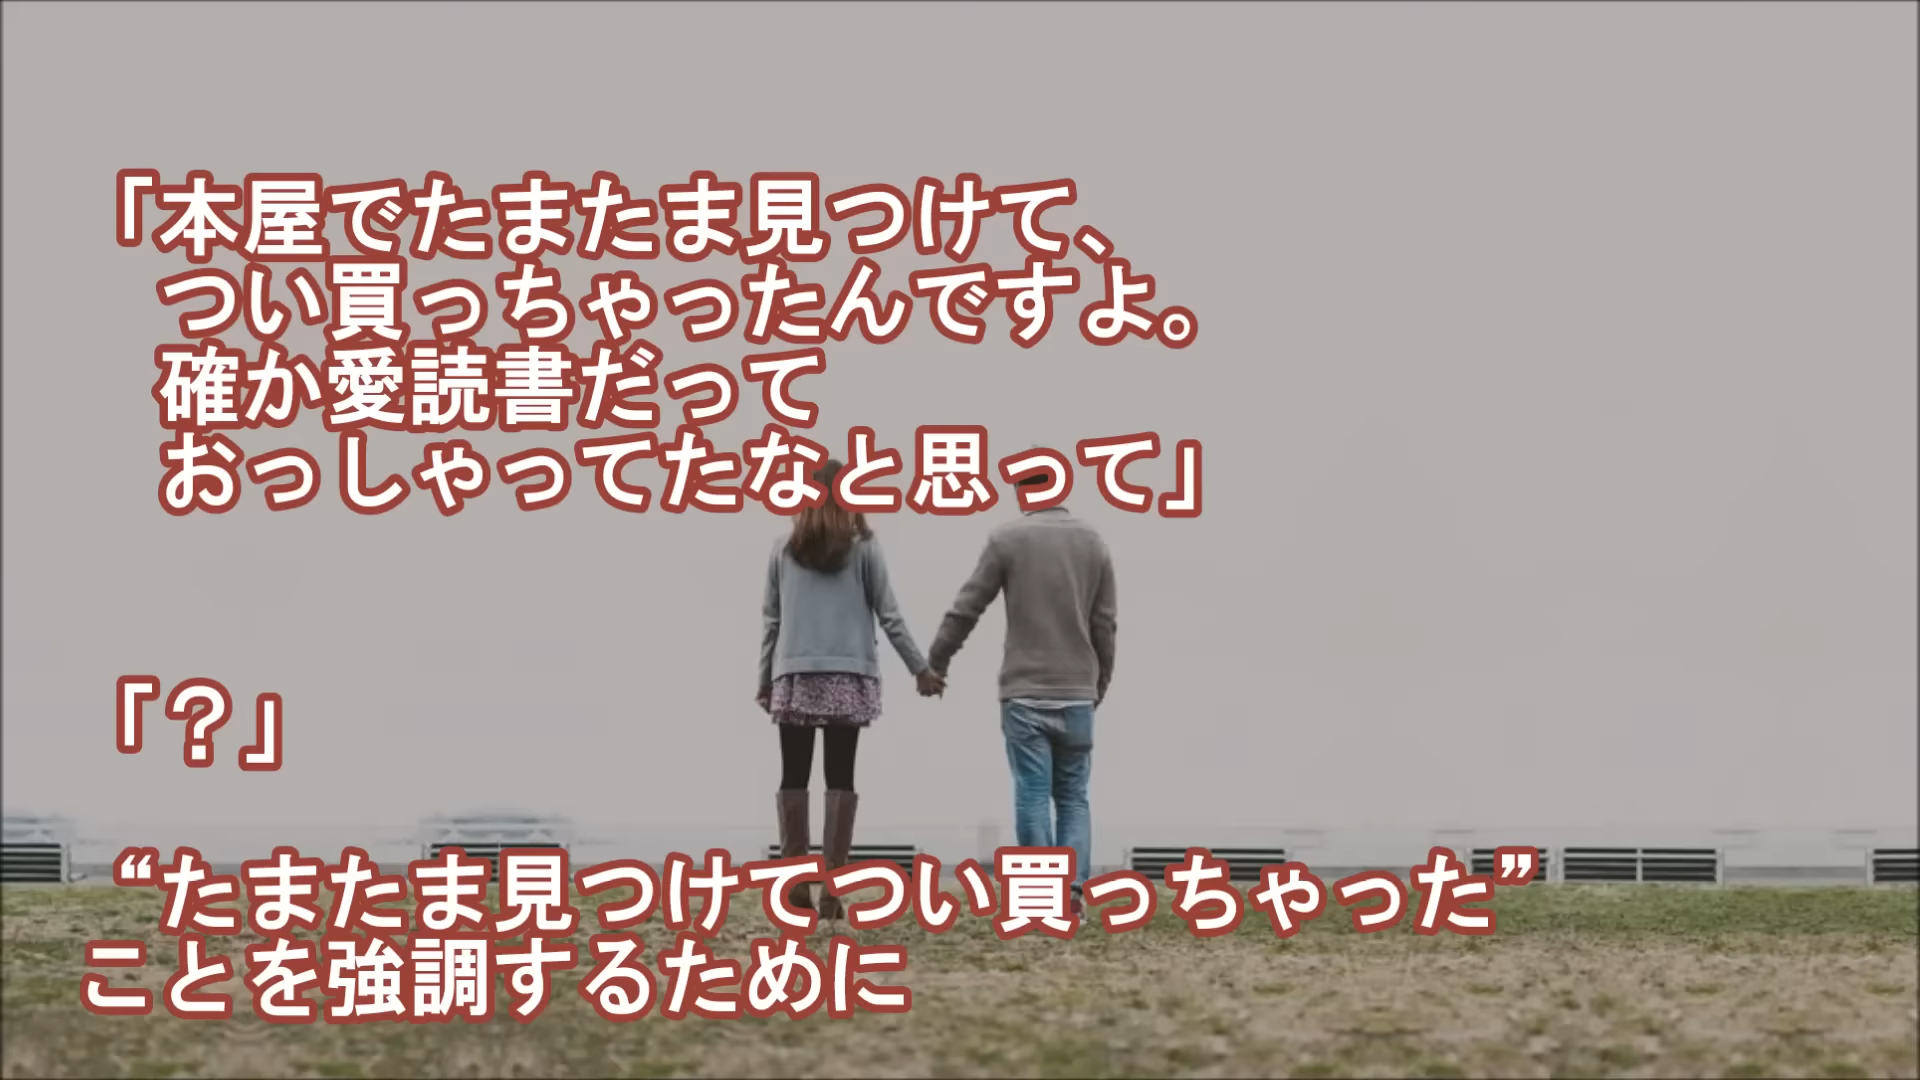 「本屋でたまたま見つけて、
つい買っちゃったんですよ。
確か愛読書だって
おっしゃってたなと思って」
「？」
“たまたま見つけてつい買っちゃった”
ことを強調するために